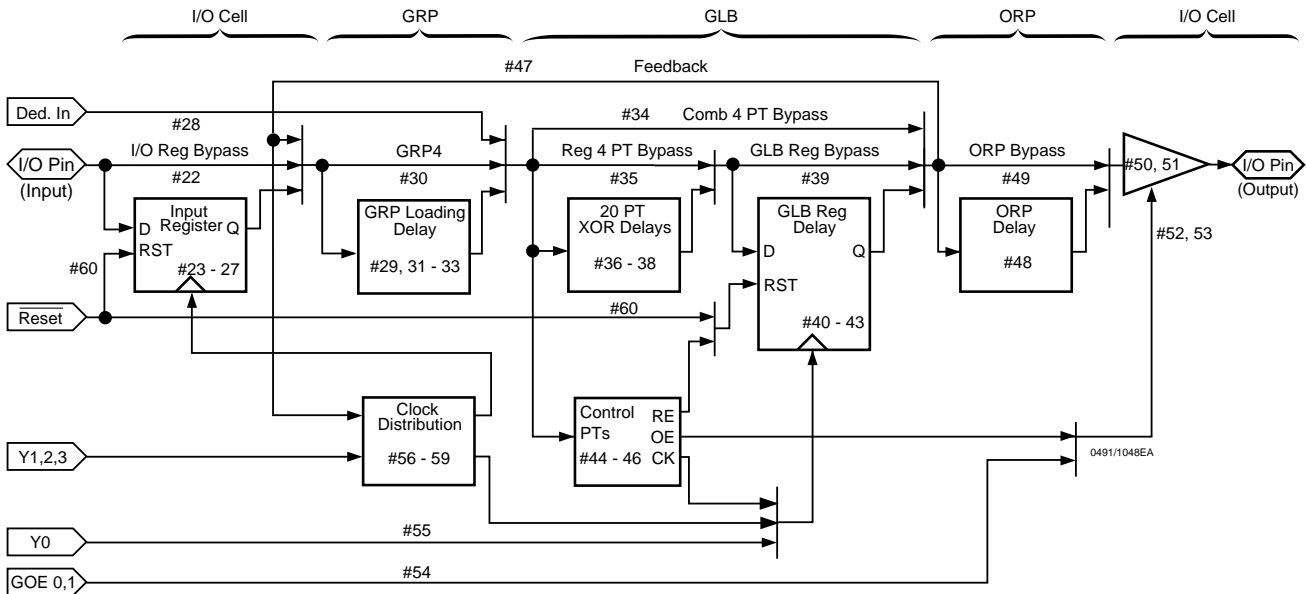 I/O Cell
GRP
GLB
ORP
I/O Cell
#47
Feedback
Ded. In
#28
#34
Comb 4 PT Bypass
I/O Pin
(Input)
I/O Reg Bypass
#22
GRP4
#30
Reg 4 PT Bypass
#35
GLB Reg Bypass
#39
ORP Bypass
#49
#50, 51
I/O Pin
(Output)
Input
Register
D
Q
RST
#23 - 27
GRP Loading
Delay
#29, 31 - 33
20 PT
XOR Delays
#36 - 38
GLB Reg
Delay
D
Q
RST
#40 - 43
ORP
Delay
#48
#52, 53
#60
Reset
#60
Clock
Distribution
#56 - 59
Control
PTs
#44 - 46
RE
OE
CK
Y1,2,3
0491/1048EA
Y0
#55
GOE 0,1
#54